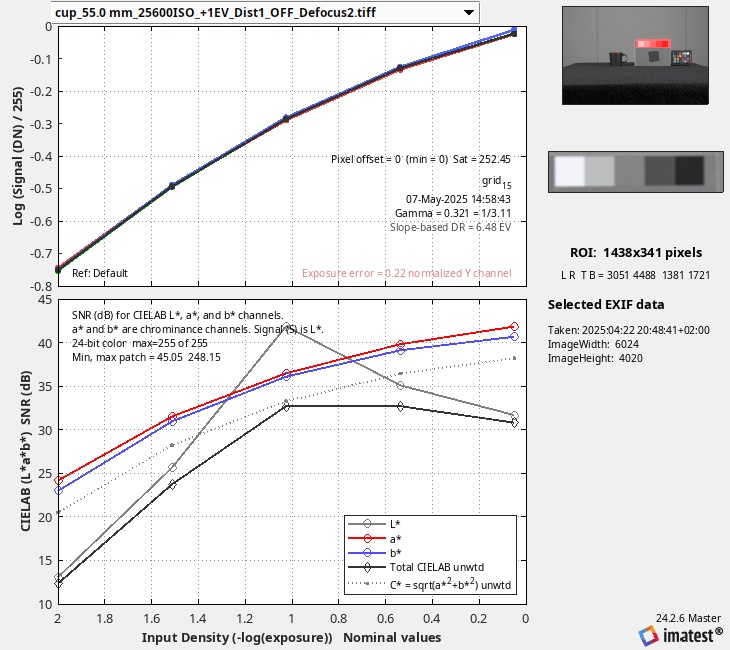 cup_55.0 mm_25600ISO_+1EV_Dist1_OFF_Defocus2.tiff
0
-0.1
-0.2
-0.3
-0.4
-0.5
-0.6
-0.7
-0.8
Log (Signal (DN) / 255)
Pixel offset = 0 (min = 0) Sat = 252.45
grid15
07-May-2025 14:58:43
Gamma = 0.321 = 1/3.11
Slope-based DR = 6.48 EV
Ref: Default
Exposure error = 0.22 normalized Y channel
ROI: 1438x341 pixels
L R T B = 3051 4488 1381 1721
Selected EXIF data
Taken: 2025:04:22 20:48:41+02:00
ImageWidth: 6024
ImageHeight: 4020
45
40
35
30
25
20
15
10
CIELAB (L*a*b*) SNR (dB)
SNR (dB) for CIELAB L*, a*, and b* channels.
a* and b* are chrominance channels. Signal (S) is L*.
24-bit color max=255 of 255
Min, max patch = 45.05 248.15
L*
a*
b*
Total CIELAB unwtd
C* = sqrt(a*2+b*2) unwtd
2 1.8 1.6 1.4 1.2 1 0.8 0.6 0.4 0.2 0
Input Density (-log(exposure)) Nominal values
24.2.6 Master
imatest®